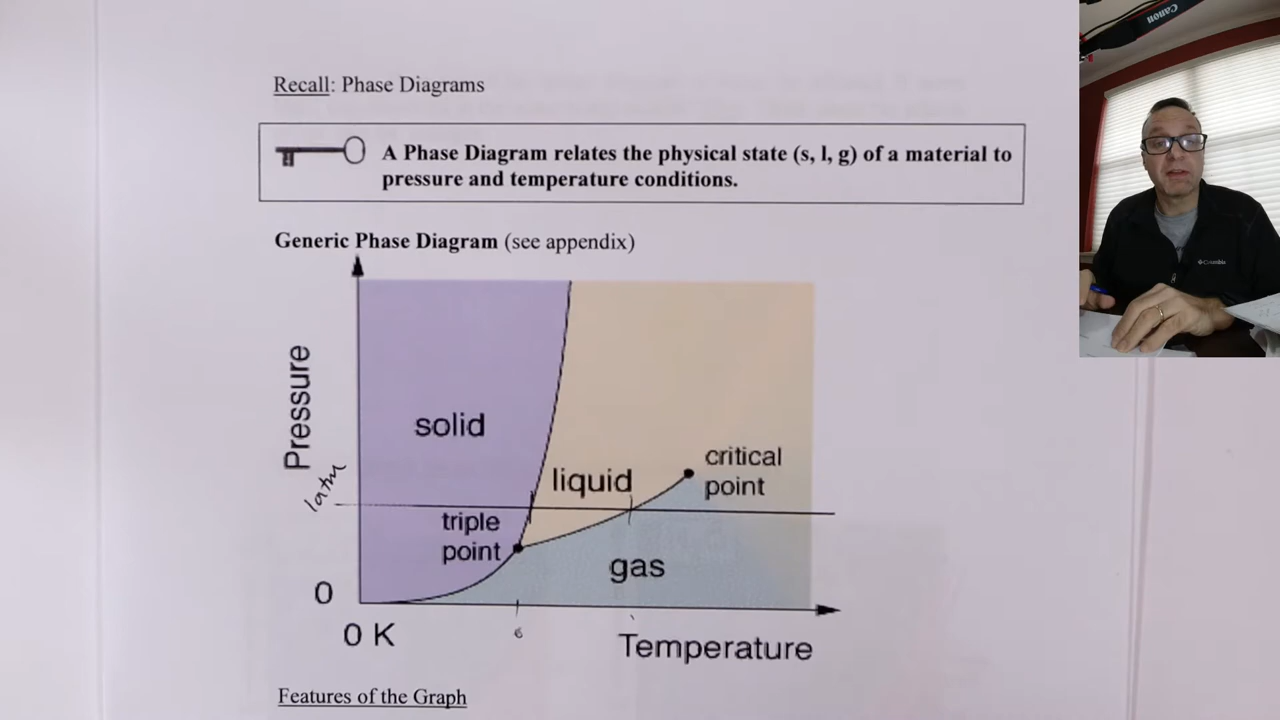 Canon
Recall: Phase Diagrams
A Phase Diagram relates the physical state (s, l, g) of a material to
pressure and temperature conditions.
Generic Phase Diagram (see appendix)
Pressure
solid
liquid
critical
point
1atm
triple
point
gas
0
0 K
Temperature
Features of the Graph
Columbia